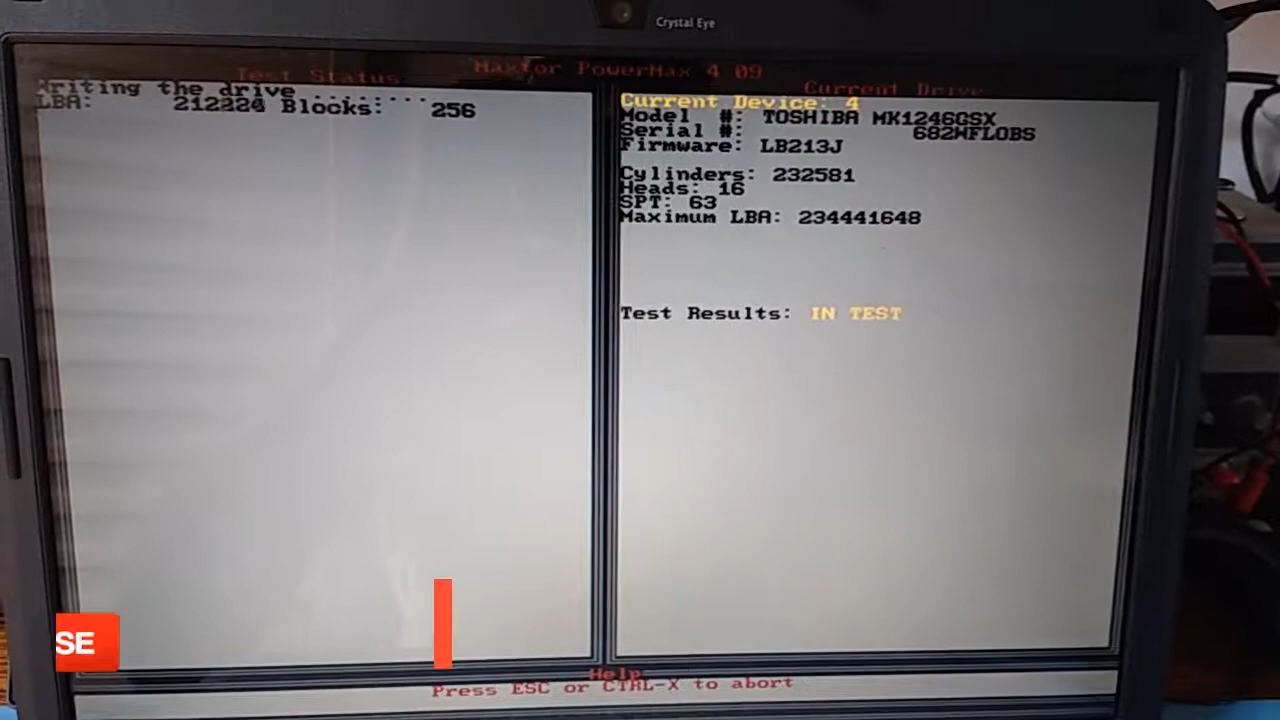 Crystal Eye
Maxtor PowerMax 4 09
Test Status
Writing the drive ........
LBA: 212224 Blocks: 256
Current Drive
Current Device: 4
Model #: TOSHIBA MK1246GSX
Serial #: 682WFLOBS
Firmware: LB213J
Cylinders: 232581
Heads: 16
SPT: 63
Maximum LBA: 234441648
Test Results: IN TEST
SE
Help
Press ESC or CTRL-X to abort